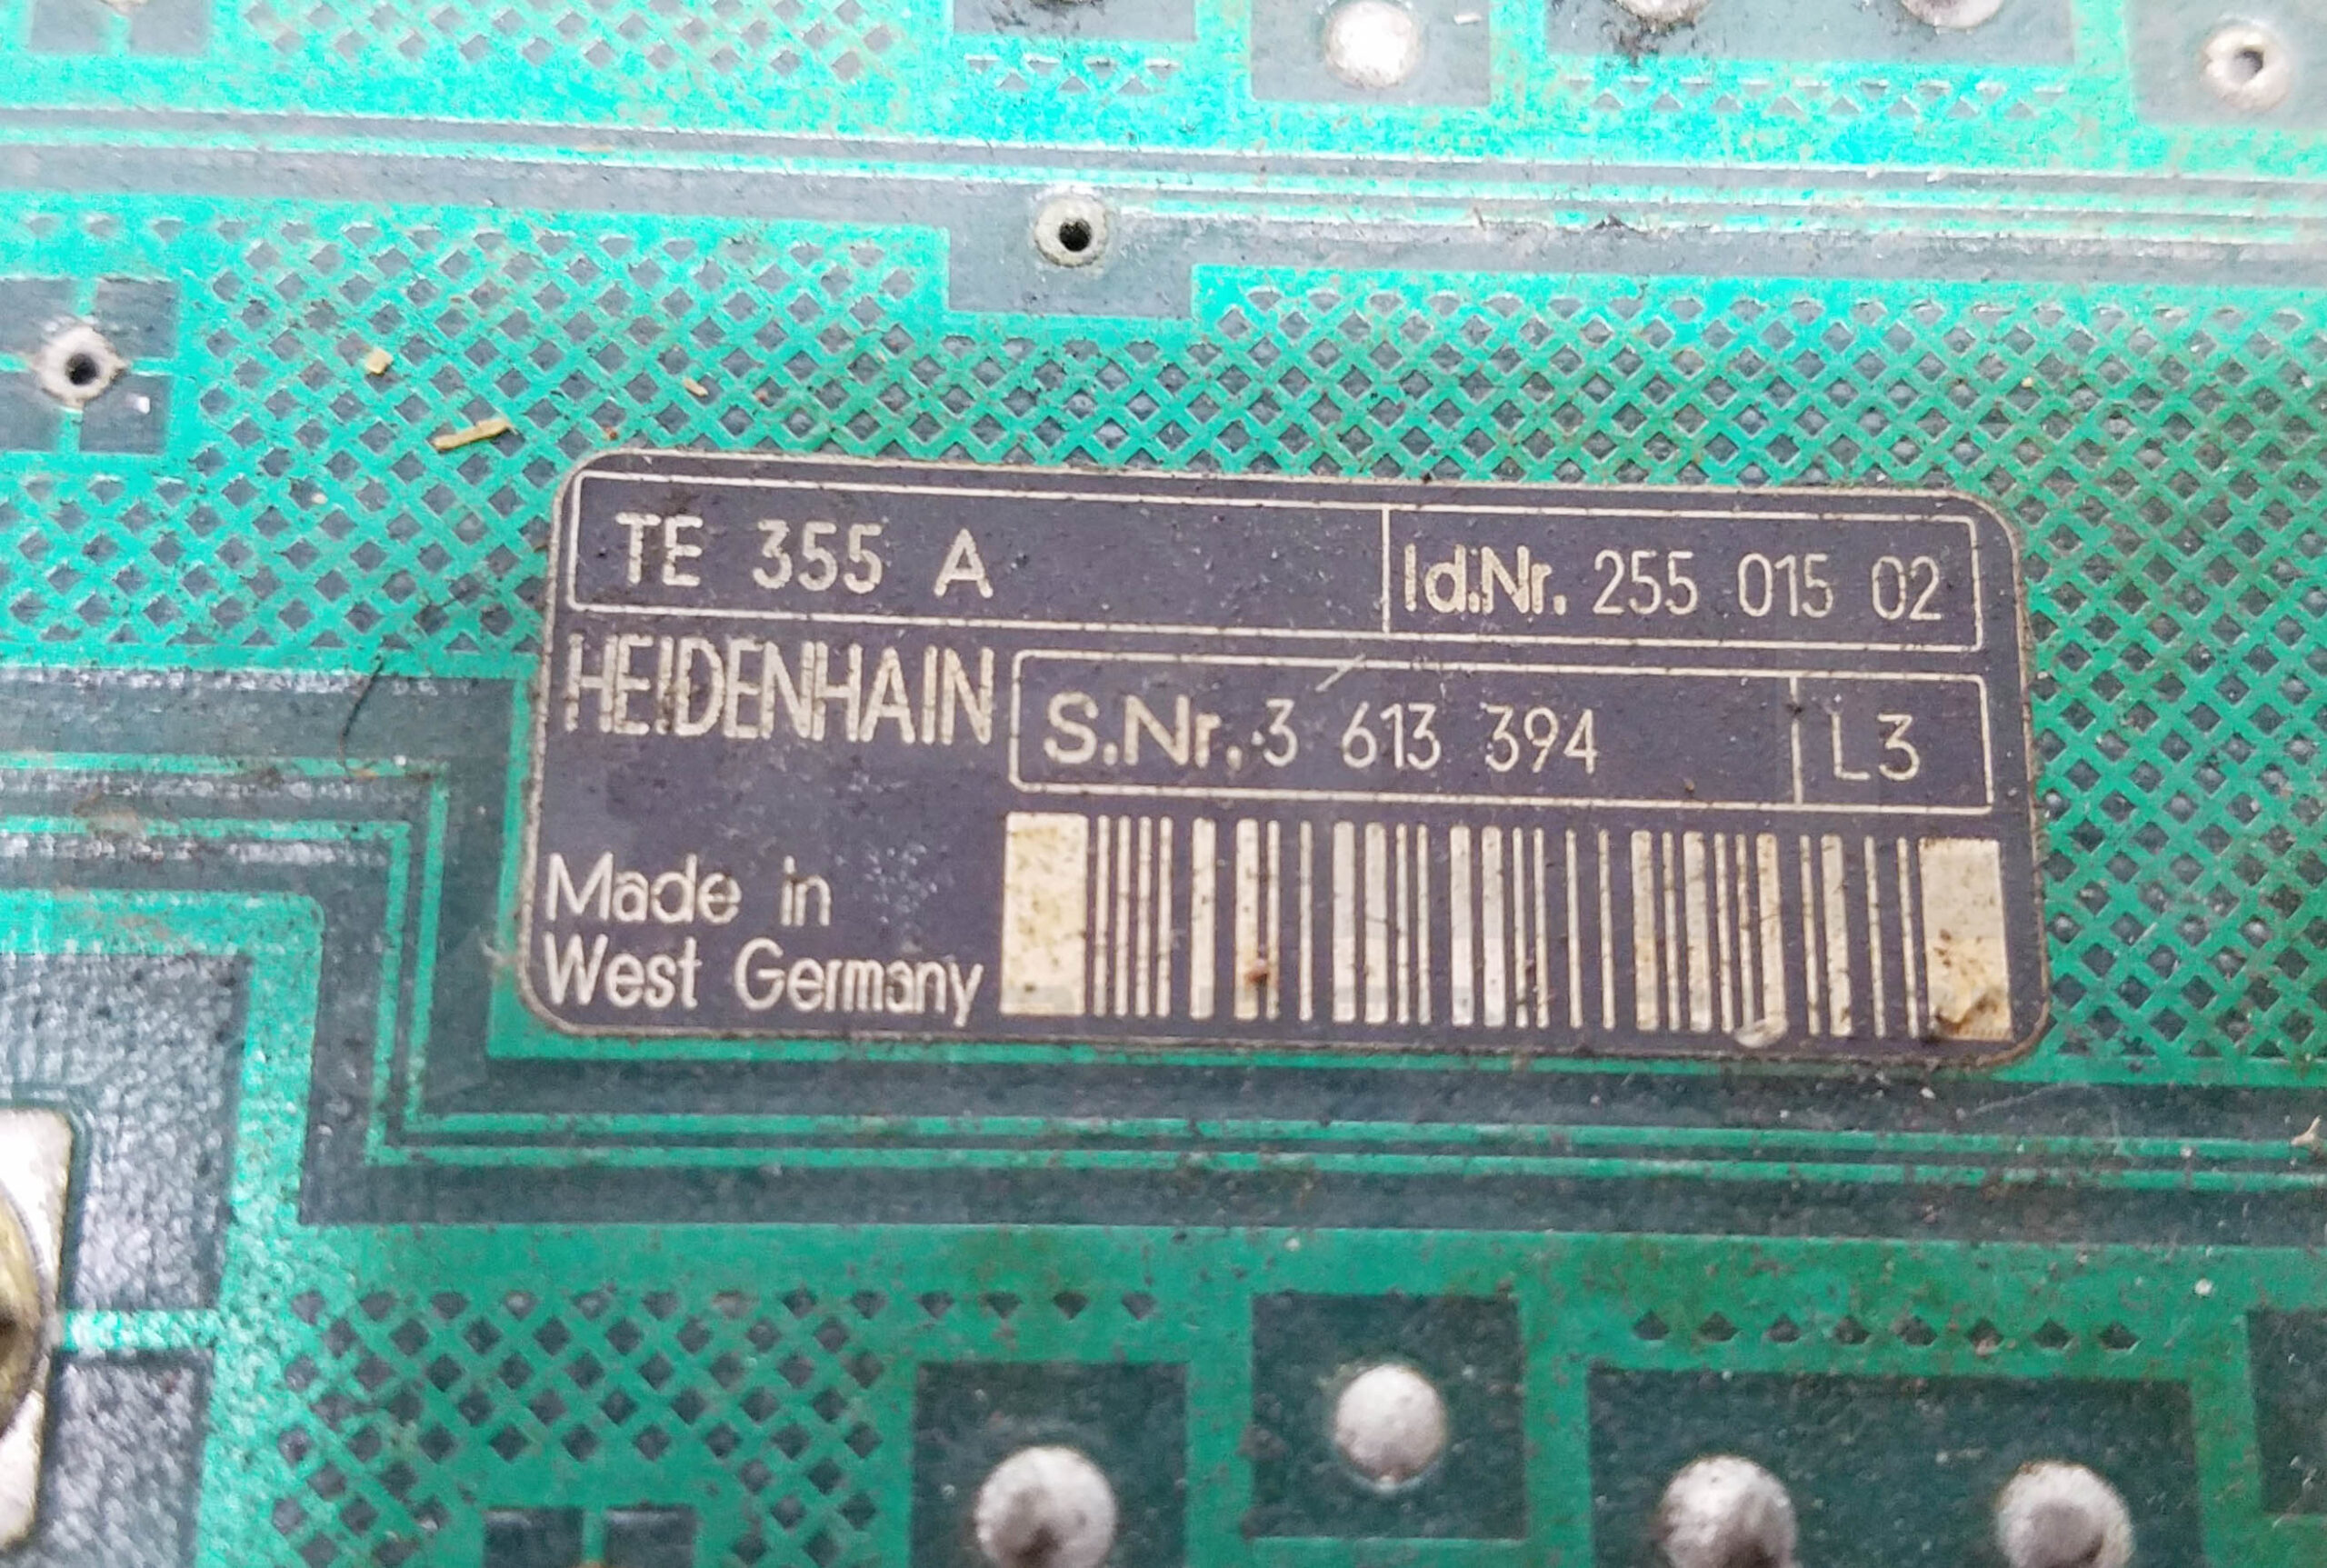 TE 355 A Id.Nr. 255 015 02
HEIDENHAIN S.Nr. 3 613 394 L3
Made in
West Germany